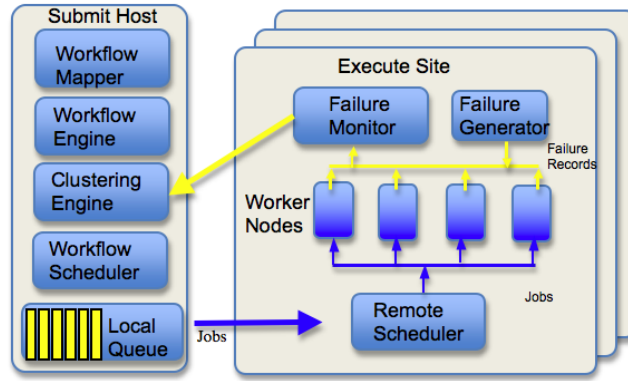 Submit Host
Workflow
Mapper
Workflow
Engine
Clustering
Engine
Workflow
Scheduler
Local
Queue
Jobs
Execute Site
Failure
Monitor
Failure
Generator
Failure
Records
Worker
Nodes
Jobs
Remote
Scheduler